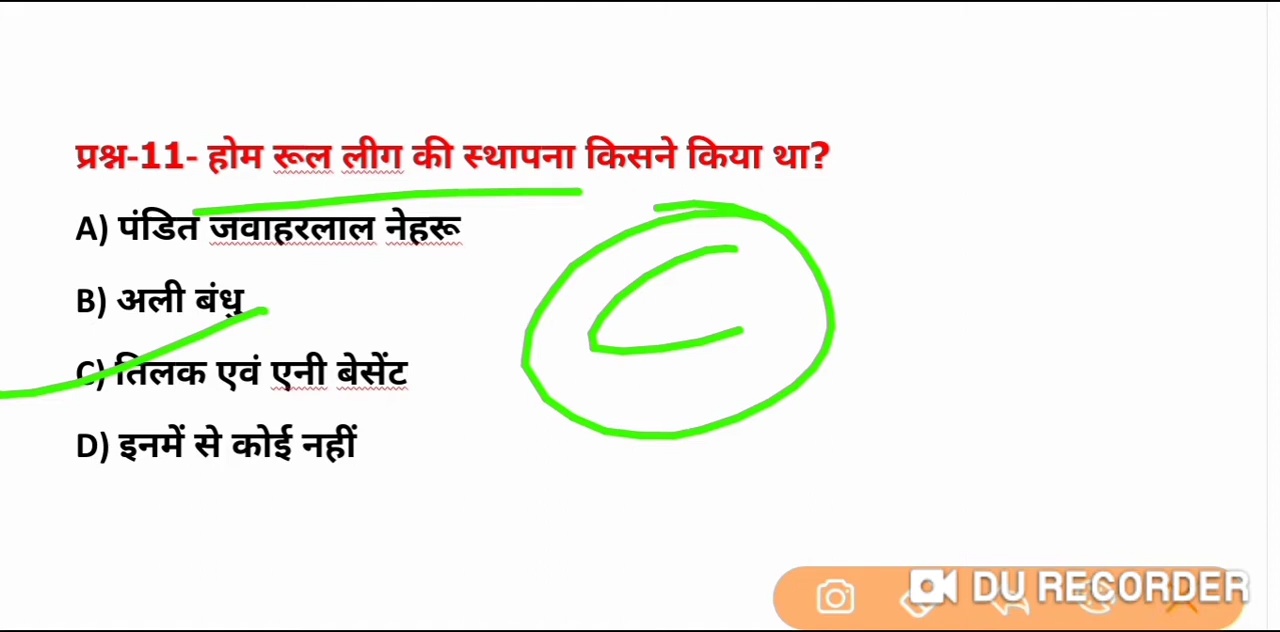 प्रश्न-11- होम रूल लीग की स्थापना किसने किया था?
A) पंडित जवाहरलाल नेहरू
B) अली बंधु
C) तिलक एवं एनी बेसेंट
D) इनमें से कोई नहीं
C
DU RECORDER